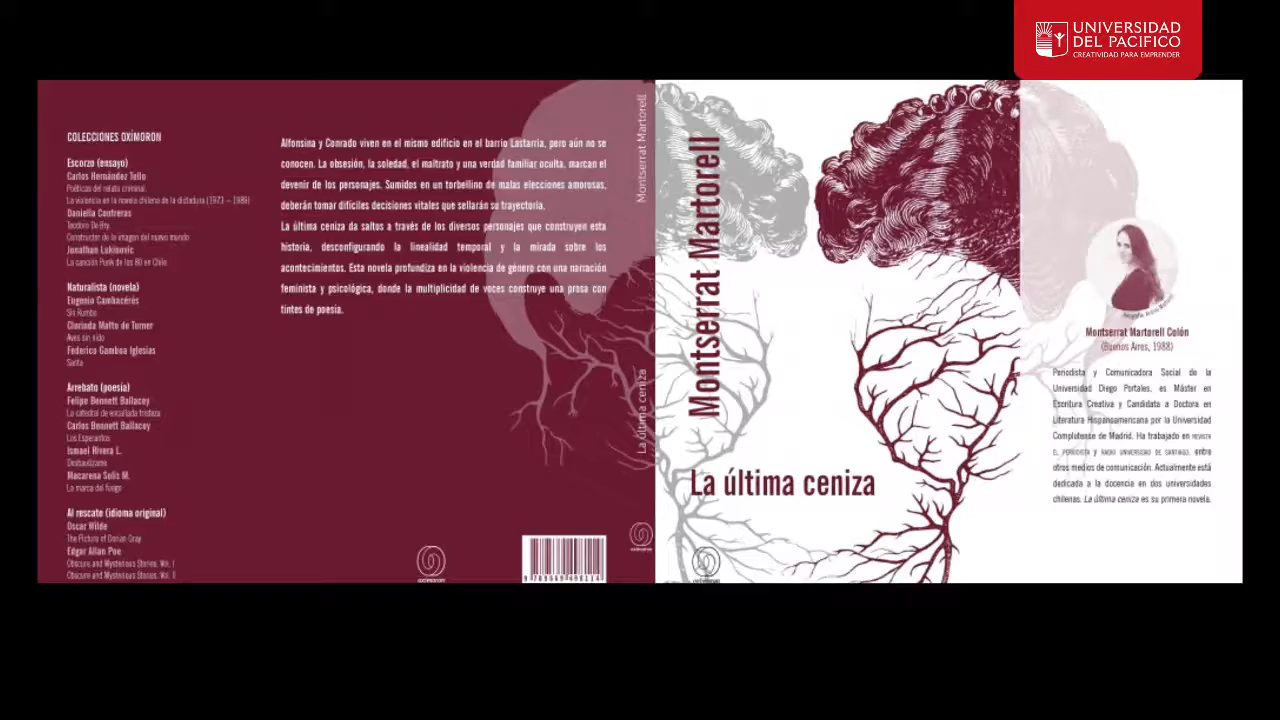 UNIVERSIDAD
DEL PACIFICO
CREATIVIDAD PARA EMPRENDER
COLECCIONES OXÍMORON
Escorzo (ensayo)
Carlos Hernández Tello
Poéticas del relato criminal.
La violencia en la novela chilena de la dictadura (1973 – 1989)
Daniella Contreras
Teodoro De Bry.
Constructor de la imagen del nuevo mundo
Jonathan Lukinovic
La canción Punk de los 80 en Chile
Naturalista (novela)
Eugenio Cambacérès
Sin Rumbo
Clorinda Matto de Turner
Aves sin nido
Federico Gamboa Iglesias
Santa
Arrebato (poesía)
Felipe Bennett Ballacey
La catedral de encallada tristeza
Carlos Bennett Ballacey
Los Esperantos
Ismael Rivera L.
Desbautízame
Macarena Solís M.
La marca del fuego
Al rescate (idioma original)
Oscar Wilde
The Picture of Dorian Gray
Edgar Allan Poe
Obscure and Mysterious Stories, Vol. I
Obscure and Mysterious Stories, Vol. II
Alfonsina y Conrado viven en el mismo edificio en el barrio Lastarria, pero aún no se
conocen. La obsesión, la soledad, el maltrato y una verdad familiar oculta, marcan el
devenir de los personajes. Sumidos en un torbellino de malas elecciones amorosas,
deberán tomar difíciles decisiones vitales que sellarán su trayectoria.
La última ceniza da saltos a través de los diversos personajes que construyen esta
historia, desconfigurando la linealidad temporal y la mirada sobre los
acontecimientos. Esta novela profundiza en la violencia de género con una narración
feminista y psicológica, donde la multiplicidad de voces construye una prosa con
tintes de poesía.
oxímoron
Montserrat Martorell
La última ceniza
Montserrat Martorell
La última ceniza
oxímoron
Montserrat Martorell Colón
(Buenos Aires, 1988)
Periodista y Comunicadora Social de la
Universidad Diego Portales, es Máster en
Escritura Creativa y Candidata a Doctora en
Literatura Hispanoamericana por la Universidad
Complutense de Madrid. Ha trabajado en REVISTA
EL PERIODISTA y RADIO UNIVERSIDAD DE SANTIAGO, entre
otros medios de comunicación. Actualmente está
dedicada a la docencia en dos universidades
chilenas. La última ceniza es su primera novela.